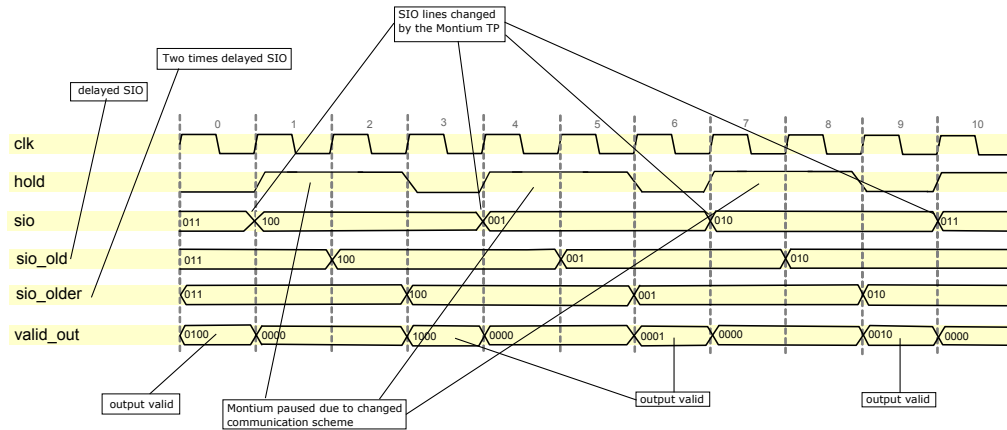 SIO lines changed
by the Montium TP
Two times delayed SIO
delayed SIO
0 1 2 3 4 5 6 7 8 9 10
clk
hold
sio 011 100 001 010 011
sio_old 011 100 001 010
sio_older 011 100 001 010
valid_out 0100 0000 1000 0000 0001 0000 0010 0000
output valid
Montium paused due to changed
communication scheme
output valid
output valid